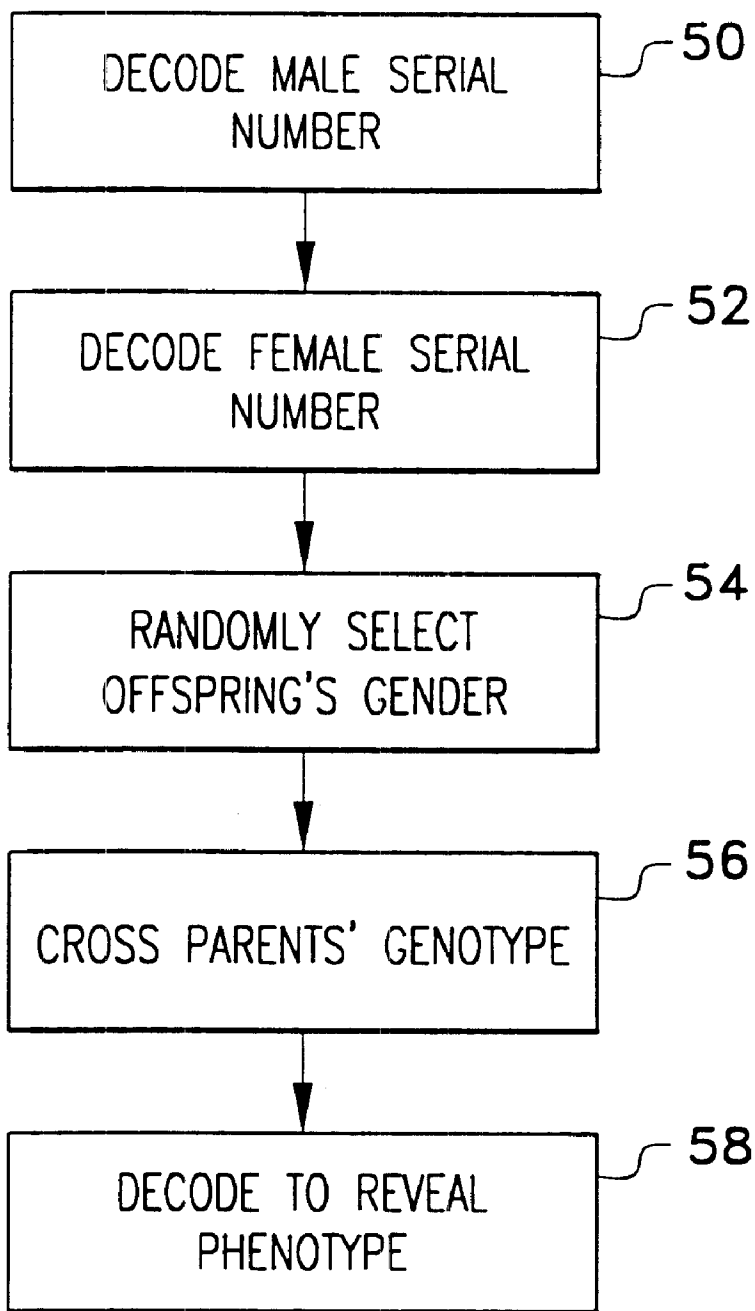 DECODE MALE SERIAL
NUMBER
50
DECODE FEMALE SERIAL
NUMBER
52
RANDOMLY SELECT
OFFSPRING'S GENDER
54
CROSS PARENTS' GENOTYPE
56
DECODE TO REVEAL
PHENOTYPE
58